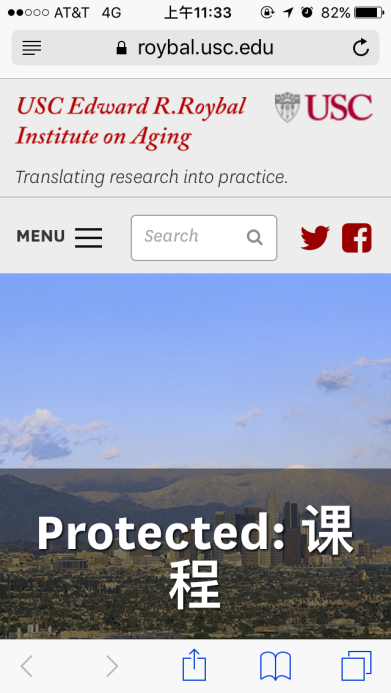 AT&T 4G 上午11:33 82%
roybal.usc.edu
USC Edward R.Roybal
Institute on Aging
USC
Translating research into practice.
MENU
Search
Protected: 课
程